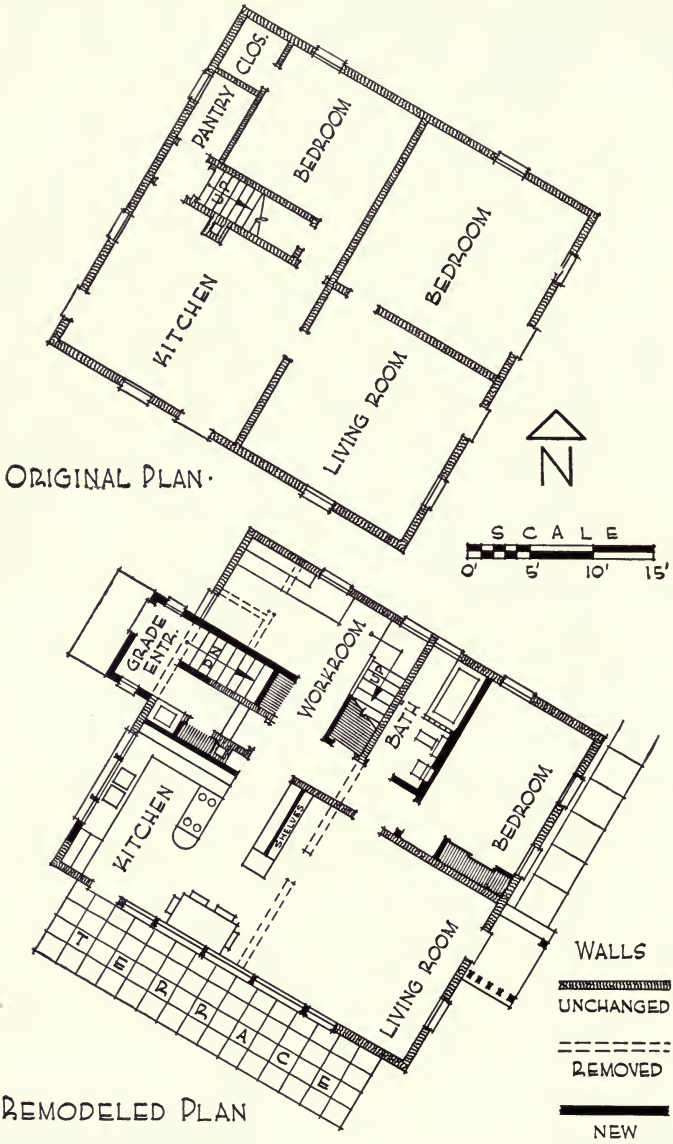 CLOS.
PANTRY
BEDROOM
UP
BEDROOM
KITCHEN
LIVING ROOM
ORIGINAL PLAN.
N
SCALE
0' 5' 10' 15'
GRADE
ENTR.
DN
WORKROOM
UP
BATH
BEDROOM
KITCHEN
SHELVES
LIVING ROOM
TERRACE
WALLS
UNCHANGED
REMOVED
NEW
REMODELED PLAN